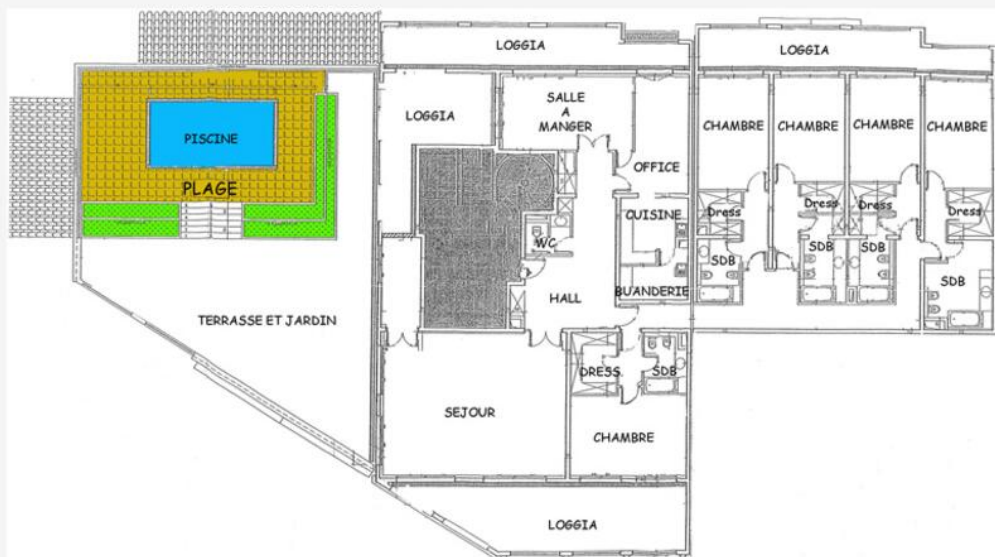 LOGGIA
LOGGIA
LOGGIA
SALLE
A
MANGER
PISCINE
PLAGE
OFFICE
CHAMBRE
CHAMBRE
CHAMBRE
CHAMBRE
CUISINE
Dress
Dress
Dress
Dress
WC
SDB
SDB
SDB
SDB
BUANDERIE
HALL
TERRASSE ET JARDIN
DRESS.
SDB
SEJOUR
CHAMBRE
LOGGIA